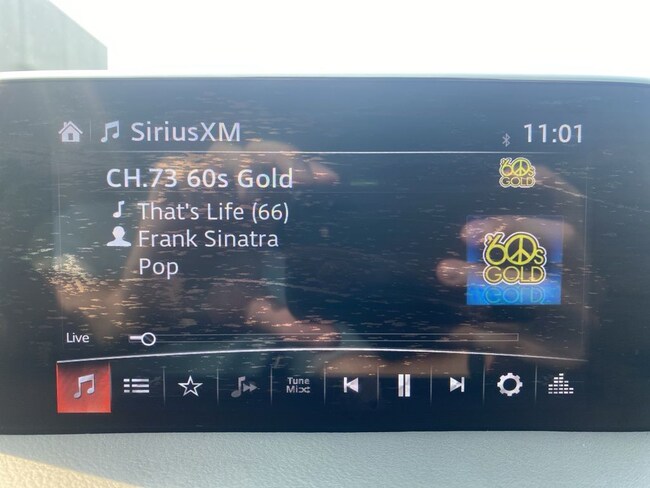 SiriusXM
11:01
CH.73 60s Gold
'60s
GOLD
That's Life (66)
Frank Sinatra
Pop
'60s
GOLD
Live
Tune
Mix